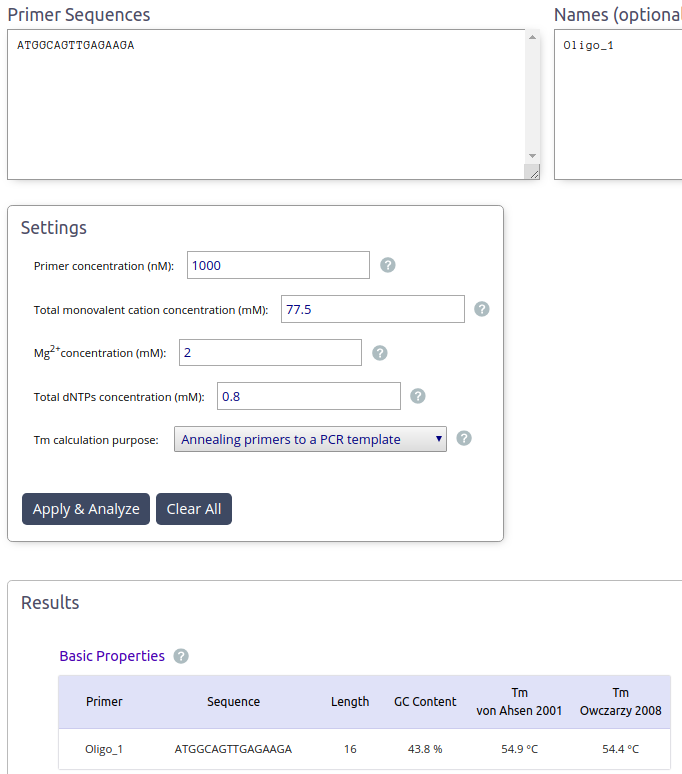 Primer Sequences
Names (optional
ATGGCAGTTGAGAAGA
Oligo_1
Settings
Primer concentration (nM): 1000 ?
Total monovalent cation concentration (mM): 77.5 ?
Mg2+concentration (mM): 2 ?
Total dNTPs concentration (mM): 0.8 ?
Tm calculation purpose: Annealing primers to a PCR template ?
Apply & Analyze Clear All
Results
Basic Properties ?
Primer Sequence Length GC Content Tm von Ahsen 2001 Tm Owczarzy 2008
Oligo_1 ATGGCAGTTGAGAAGA 16 43.8 % 54.9 °C 54.4 °C